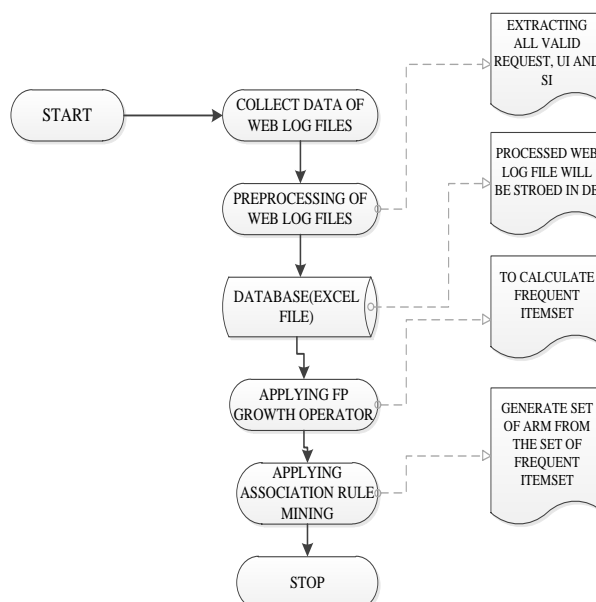 START
COLLECT DATA OF
WEB LOG FILES
PREPROCESSING OF
WEB LOG FILES
DATABASE(EXCEL
FILE)
APPLYING FP
GROWTH OPERATOR
APPLYING
ASSOCIATION RULE
MINING
STOP
EXTRACTING
ALL VALID
REQUEST, UI AND
SI
PROCESSED WEB
LOG FILE WILL
BE STROED IN DB
TO CALCULATE
FREQUENT
ITEMSET
GENERATE SET
OF ARM FROM
THE SET OF
FREQUENT
ITEMSET